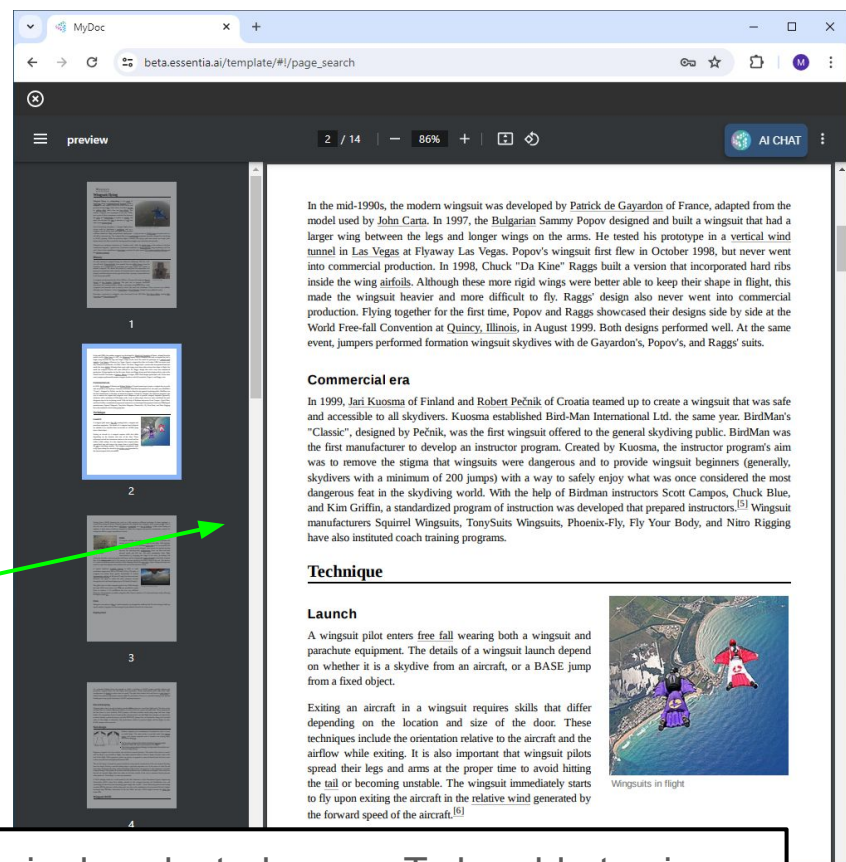 MyDoc
beta.essentia.ai/template/#!/page_search
M
preview
2 / 14
86%
AI CHAT
1
2
3
4
In the mid-1990s, the modern wingsuit was developed by Patrick de Gayardon of France, adapted from the
model used by John Carta. In 1997, the Bulgarian Sammy Popov designed and built a wingsuit that had a
larger wing between the legs and longer wings on the arms. He tested his prototype in a vertical wind
tunnel in Las Vegas at Flyaway Las Vegas. Popov's wingsuit first flew in October 1998, but never went
into commercial production. In 1998, Chuck "Da Kine" Raggs built a version that incorporated hard ribs
inside the wing airfoils. Although these more rigid wings were better able to keep their shape in flight, this
made the wingsuit heavier and more difficult to fly. Raggs' design also never went into commercial
production. Flying together for the first time, Popov and Raggs showcased their designs side by side at the
World Free-fall Convention at Quincy, Illinois, in August 1999. Both designs performed well. At the same
event, jumpers performed formation wingsuit skydives with de Gayardon's, Popov's, and Raggs' suits.
Commercial era
In 1999, Jari Kuosma of Finland and Robert Pečnik of Croatia teamed up to create a wingsuit that was safe
and accessible to all skydivers. Kuosma established Bird-Man International Ltd. the same year. BirdMan's
"Classic", designed by Pečnik, was the first wingsuit offered to the general skydiving public. BirdMan was
the first manufacturer to develop an instructor program. Created by Kuosma, the instructor program's aim
was to remove the stigma that wingsuits were dangerous and to provide wingsuit beginners (generally,
skydivers with a minimum of 200 jumps) with a way to safely enjoy what was once considered the most
dangerous feat in the skydiving world. With the help of Birdman instructors Scott Campos, Chuck Blue,
and Kim Griffin, a standardized program of instruction was developed that prepared instructors.[5] Wingsuit
manufacturers Squirrel Wingsuits, TonySuits Wingsuits, Phoenix-Fly, Fly Your Body, and Nitro Rigging
have also instituted coach training programs.
Technique
Launch
A wingsuit pilot enters free fall wearing both a wingsuit and
parachute equipment. The details of a wingsuit launch depend
on whether it is a skydive from an aircraft, or a BASE jump
from a fixed object.
Exiting an aircraft in a wingsuit requires skills that differ
depending on the location and size of the door. These
techniques include the orientation relative to the aircraft and the
airflow while exiting. It is also important that wingsuit pilots
spread their legs and arms at the proper time to avoid hitting
the tail or becoming unstable. The wingsuit immediately starts
to fly upon exiting the aircraft in the relative wind generated by
the forward speed of the aircraft.[6]
Wingsuits in flight